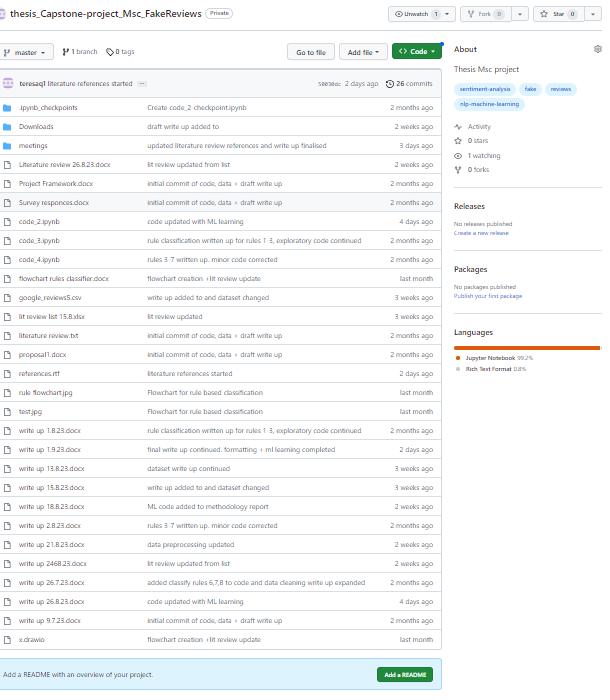 thesis_Capstone-project_Msc_FakeReviews Private
Unwatch 1 Fork 0 Star 0
master 1 branch 0 tags Go to file Add file Code
teresaq1 literature references started 2 days ago 26 commits
.ipynb_checkpoints Create code_2-checkpoint.ipynb 2 months ago
Downloads draft write up added to 2 weeks ago
meetings updated literature review references and write up finalised 3 days ago
Literature review 26.8.23.docx lit review updated from list 2 weeks ago
Project Framework.docx initial commit of code, data + draft write up 2 months ago
Survey responces.docx initial commit of code, data + draft write up 2 months ago
code_2.ipynb code updated with ML learning 4 days ago
code_3.ipynb rule classification written up for rules 1-3, exploratory code continued 2 months ago
code_4.ipynb rules 3-7 written up. minor code corrected 2 months ago
flowchart rules classifier.docx flowchart creation +lit review update last month
google_reviews5.csv write up added to and dataset changed 3 weeks ago
lit review list 15.8.xlsx lit review updated 3 weeks ago
literature review.txt initial commit of code, data + draft write up 2 months ago
proposal1.docx initial commit of code, data + draft write up 2 months ago
references.rtf literature references started 2 days ago
rule flowchart.jpg Flowchart for rule based classification last month
test.jpg Flowchart for rule based classification last month
write up 1.8.23.docx rule classification written up for rules 1-3, exploratory code continued 2 months ago
write up 1.9.23.docx final write up continued. formatting + ml learning completed 2 days ago
write up 13.8.23.docx dataset write up continued 3 weeks ago
write up 15.8.23.docx write up added to and dataset changed 3 weeks ago
write up 18.8.23.docx ML code added to methodology report 2 weeks ago
write up 2.8.23.docx rules 3-7 written up. minor code corrected 2 months ago
write up 21.8.23.docx data preprocessing updated 2 weeks ago
write up 2468.23.docx lit review updated from list 2 weeks ago
write up 26.7.23.docx added classify rules 6,7,8 to code and data cleaning write up expanded 2 months ago
write up 26.8.23.docx code updated with ML learning 4 days ago
write up 9.7.23.docx initial commit of code, data + draft write up 2 months ago
x.drawio flowchart creation +lit review update last month
Add a README with an overview of your project. Add a README
About
Thesis Msc project
sentiment-analysis fake reviews
nlp-machine-learning
Activity
0 stars
1 watching
0 forks
Releases
No releases published
Create a new release
Packages
No packages published
Publish your first package
Languages
Jupyter Notebook 99.2%
Rich Text Format 0.8%